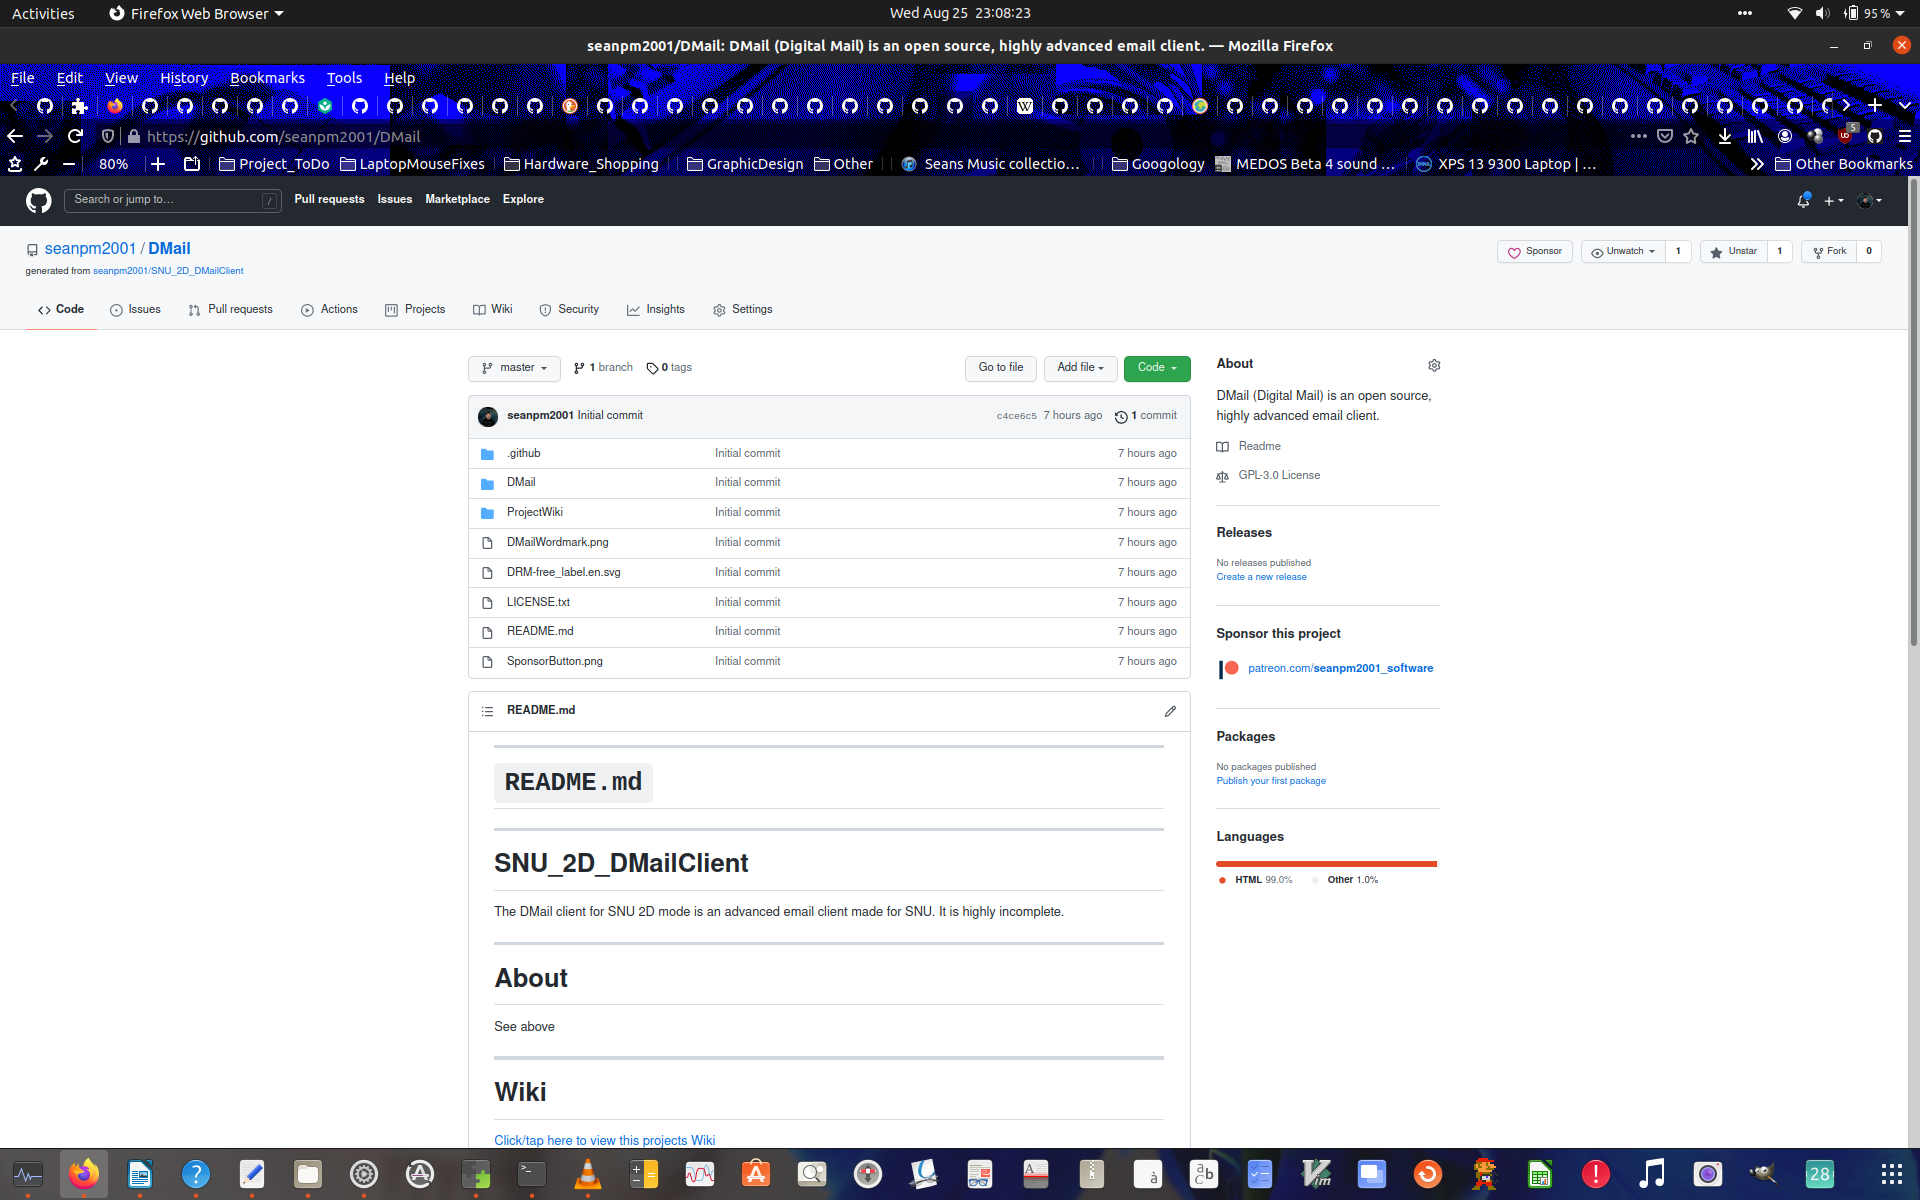 Activities Firefox Web Browser Wed Aug 25 23:08:23 95 %
seanpm2001/DMail: DMail (Digital Mail) is an open source, highly advanced email client. — Mozilla Firefox
File Edit View History Bookmarks Tools Help
https://github.com/seanpm2001/DMail 5
80% Project_ToDo LaptopMouseFixes Hardware_Shopping GraphicDesign Other Seans Music collectio… Googology MEDOS Beta 4 sound … XPS 13 9300 Laptop | … Other Bookmarks
Search or jump to… / Pull requests Issues Marketplace Explore
seanpm2001 / DMail Sponsor Unwatch 1 Unstar 1 Fork 0
generated from seanpm2001/SNU_2D_DMailClient
Code Issues Pull requests Actions Projects Wiki Security Insights Settings
master 1 branch 0 tags Go to file Add file Code
seanpm2001 Initial commit c4ce6c5 7 hours ago 1 commit
.github Initial commit 7 hours ago
DMail Initial commit 7 hours ago
ProjectWiki Initial commit 7 hours ago
DMailWordmark.png Initial commit 7 hours ago
DRM-free_label.en.svg Initial commit 7 hours ago
LICENSE.txt Initial commit 7 hours ago
README.md Initial commit 7 hours ago
SponsorButton.png Initial commit 7 hours ago
README.md
README.md
SNU_2D_DMailClient
The DMail client for SNU 2D mode is an advanced email client made for SNU. It is highly incomplete.
About
See above
Wiki
Click/tap here to view this projects Wiki
About
DMail (Digital Mail) is an open source,
highly advanced email client.
Readme
GPL-3.0 License
Releases
No releases published
Create a new release
Sponsor this project
patreon.com/seanpm2001_software
Packages
No packages published
Publish your first package
Languages
HTML 99.0% Other 1.0%
28